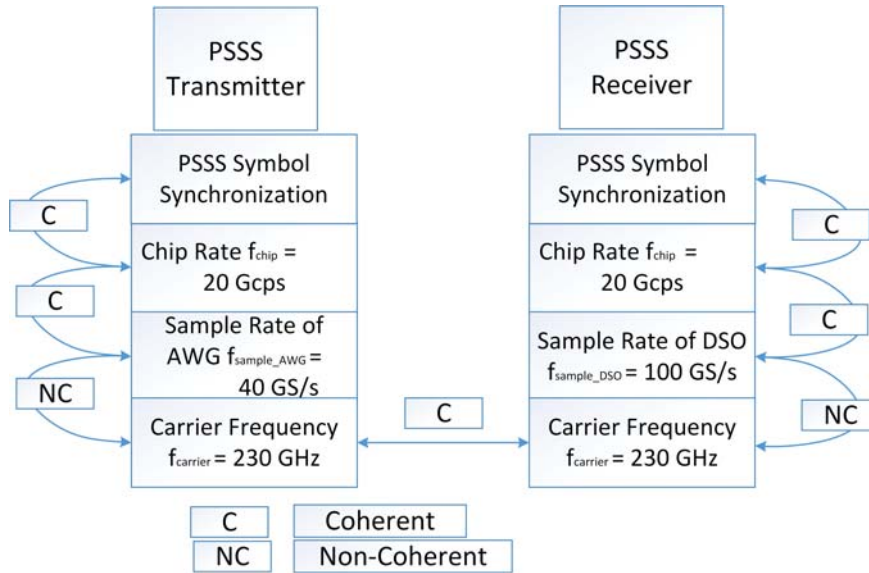 PSSS
Transmitter
PSSS Symbol
Synchronization
Chip Rate fchip =
20 Gcps
Sample Rate of
AWG fsample_AWG =
40 GS/s
Carrier Frequency
fcarrier = 230 GHz
C
C
NC
C
PSSS
Receiver
PSSS Symbol
Synchronization
Chip Rate fchip =
20 Gcps
Sample Rate of DSO
fsample_DSO = 100 GS/s
Carrier Frequency
fcarrier = 230 GHz
C
C
NC
C Coherent
NC Non-Coherent